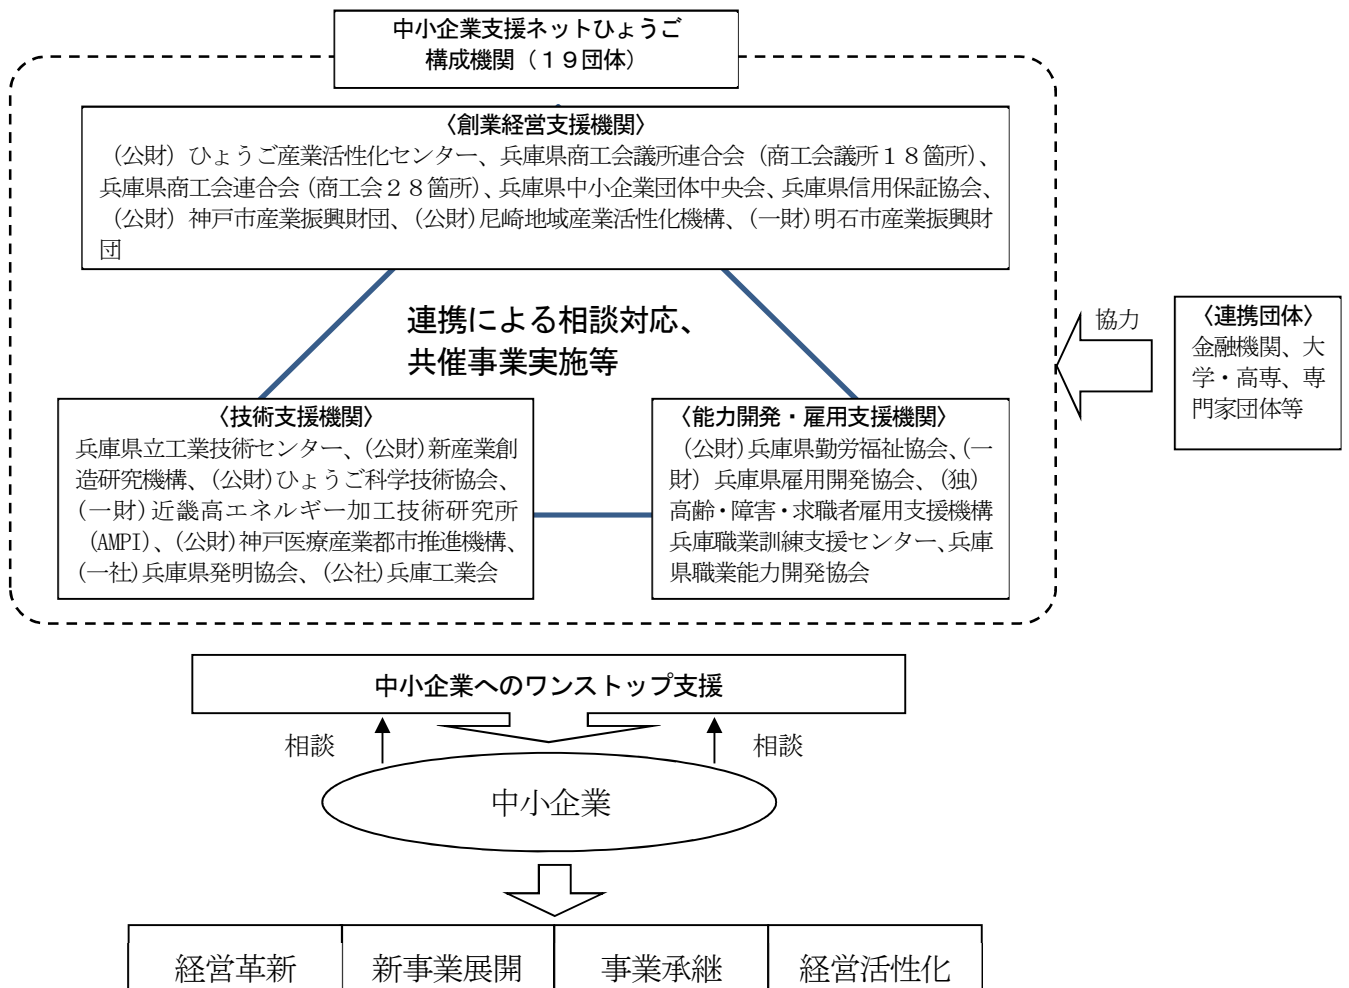 中小企業支援ネットひょうご
構成機関（１９団体）
〈創業経営支援機関〉
（公財）ひょうご産業活性化センター、兵庫県商工会議所連合会（商工会議所１８箇所）、
兵庫県商工会連合会（商工会２８箇所）、兵庫県中小企業団体中央会、兵庫県信用保証協会、
（公財）神戸市産業振興財団、（公財）尼崎地域産業活性化機構、（一財）明石市産業振興財
団
連携による相談対応、
共催事業実施等
協力
〈連携団体〉
金融機関、大
学・高専、専
門家団体等
〈技術支援機関〉
兵庫県立工業技術センター、（公財）新産業創
造研究機構、（公財）ひょうご科学技術協会、
（一財）近畿高エネルギー加工技術研究所
（AMPI）、（公財）神戸医療産業都市推進機構、
（一社）兵庫県発明協会、（公社）兵庫工業会
〈能力開発・雇用支援機関〉
（公財）兵庫県勤労福祉協会、（一
財）兵庫県雇用開発協会、（独）
高齢・障害・求職者雇用支援機構
兵庫職業訓練支援センター、兵庫
県職業能力開発協会
中小企業へのワンストップ支援
相談
相談
中小企業
経営革新
新事業展開
事業承継
経営活性化